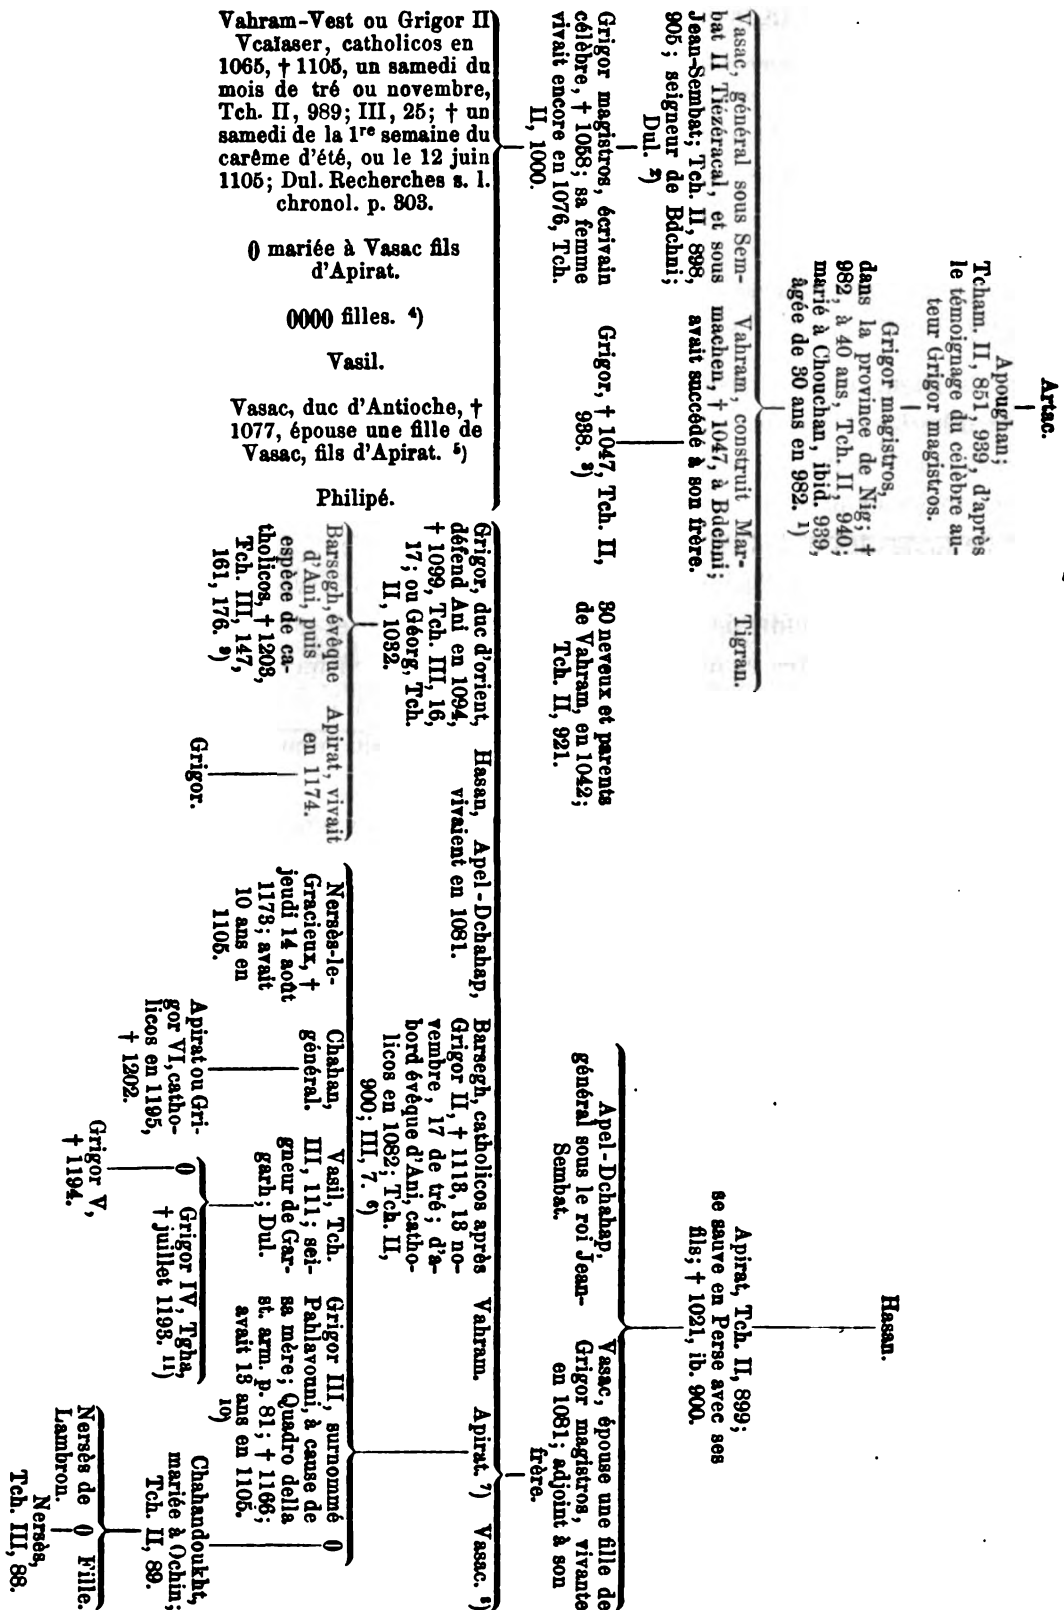 Artac.
Apoughan;
Tcham. II, 851, 939, d'après
le témoignage du célèbre au-
teur Grigor magistros.
Grigor magistros,
dans la province de Nig; †
982, à 40 ans, Tch. II, 940;
marié à Chouchan, ibid. 939,
âgée de 30 ans en 982. ¹)
Vasac, général sous Sem-
bat II Tiézéracal, et sous
Jean-Sembat; Tch. II, 898,
905; seigneur de Bdchni;
Dul. ²)
Vahram, construit Mar-
machen, † 1047, à Bdchni;
avait succédé à son frère.
Tigran.
Grigor magistros, écrivain
célèbre, † 1058; sa femme
vivait encore en 1076, Tch.
II, 1000.
Grigor, † 1047, Tch. II,
938. ³)
30 neveux et parents
de Vahram, en 1042;
Tch. II, 921.
Hasan.
Apirat, Tch. II, 899;
se sauve en Perse avec ses
fils; † 1021, ib. 900.
Apel-Dchahap,
général sous le roi Jean-
Sembat.
Vasac, épouse une fille de
Grigor magistros, vivante
en 1081; adjoint à son
frère.
Vahram-Vest ou Grigor II
Vcaïaser, catholicos en
1065, † 1105, un samedi du
mois de tré ou novembre,
Tch. II, 989; III, 25; † un
samedi de la 1re semaine du
carême d'été, ou le 12 juin
1105; Dul. Recherches s. l.
chronol. p. 303.
0 mariée à Vasac fils
d'Apirat.
0000 filles. ⁴)
Vasil.
Vasac, duc d'Antioche, †
1077, épouse une fille de
Vasac, fils d'Apirat. ⁵)
Philipé.
Grigor, duc d'orient,
défend Ani en 1094,
† 1099, Tch. III, 16,
17; ou Géorg, Tch.
II, 1032.
Hasan, Apel-Dchahap,
vivaient en 1081.
Barsegh, catholicos après
Grigor II, † 1113, 13 no-
vembre, 17 de tré; d'a-
bord évêque d'Ani, catho-
licos en 1082; Tch. II,
900; III, 7. ⁶)
Vahram. Apirat. ⁷) Vasac. ⁸)
Barsegh, évêque
d'Ani, puis
espèce de ca-
tholicos, † 1203,
Tch. III, 147,
161, 176. ⁹)
Apirat, vivait
en 1174.
Grigor.
Nersès-le-
Gracieux, †
jeudi 14 août
1173; avait
10 ans en
1105.
Chahan,
général.
Vasil, Tch.
III, 111; sei-
gneur de Gar-
garh; Dul.
Grigor III, surnommé
Pahlavouni, à cause de
sa mère; Quadro della
st. arm. p. 81; † 1166;
avait 13 ans en 1105.
¹⁰)
0
Apirat ou Gri-
gor VI, catho-
licos en 1195,
† 1202.
0
Grigor IV, Tgha,
† juillet 1193. ¹¹)
Grigor V,
† 1194.
Chahandoukht,
mariée à Ochin;
Tch. II, 89.
Nersès de
Lambron.
0
Fille.
Nersès,
Tch. III, 88.